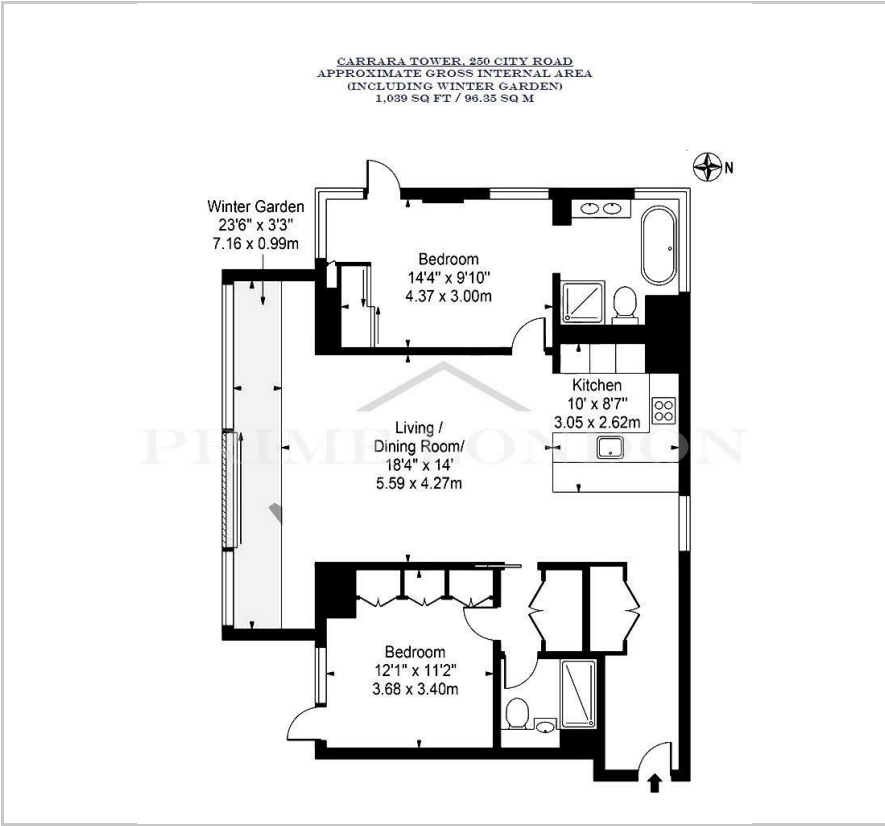 CARRARA TOWER, 250 CITY ROAD
APPROXIMATE GROSS INTERNAL AREA
(INCLUDING WINTER GARDEN)
1,039 SQ FT / 96.35 SQ M
N
Winter Garden
23'6" x 3'3"
7.16 x 0.99m
Bedroom
14'4" x 9'10"
4.37 x 3.00m
Kitchen
10' x 8'7"
3.05 x 2.62m
Living /
Dining Room/
18'4" x 14'
5.59 x 4.27m
PRIME LONDON
Bedroom
12'1" x 11'2"
3.68 x 3.40m